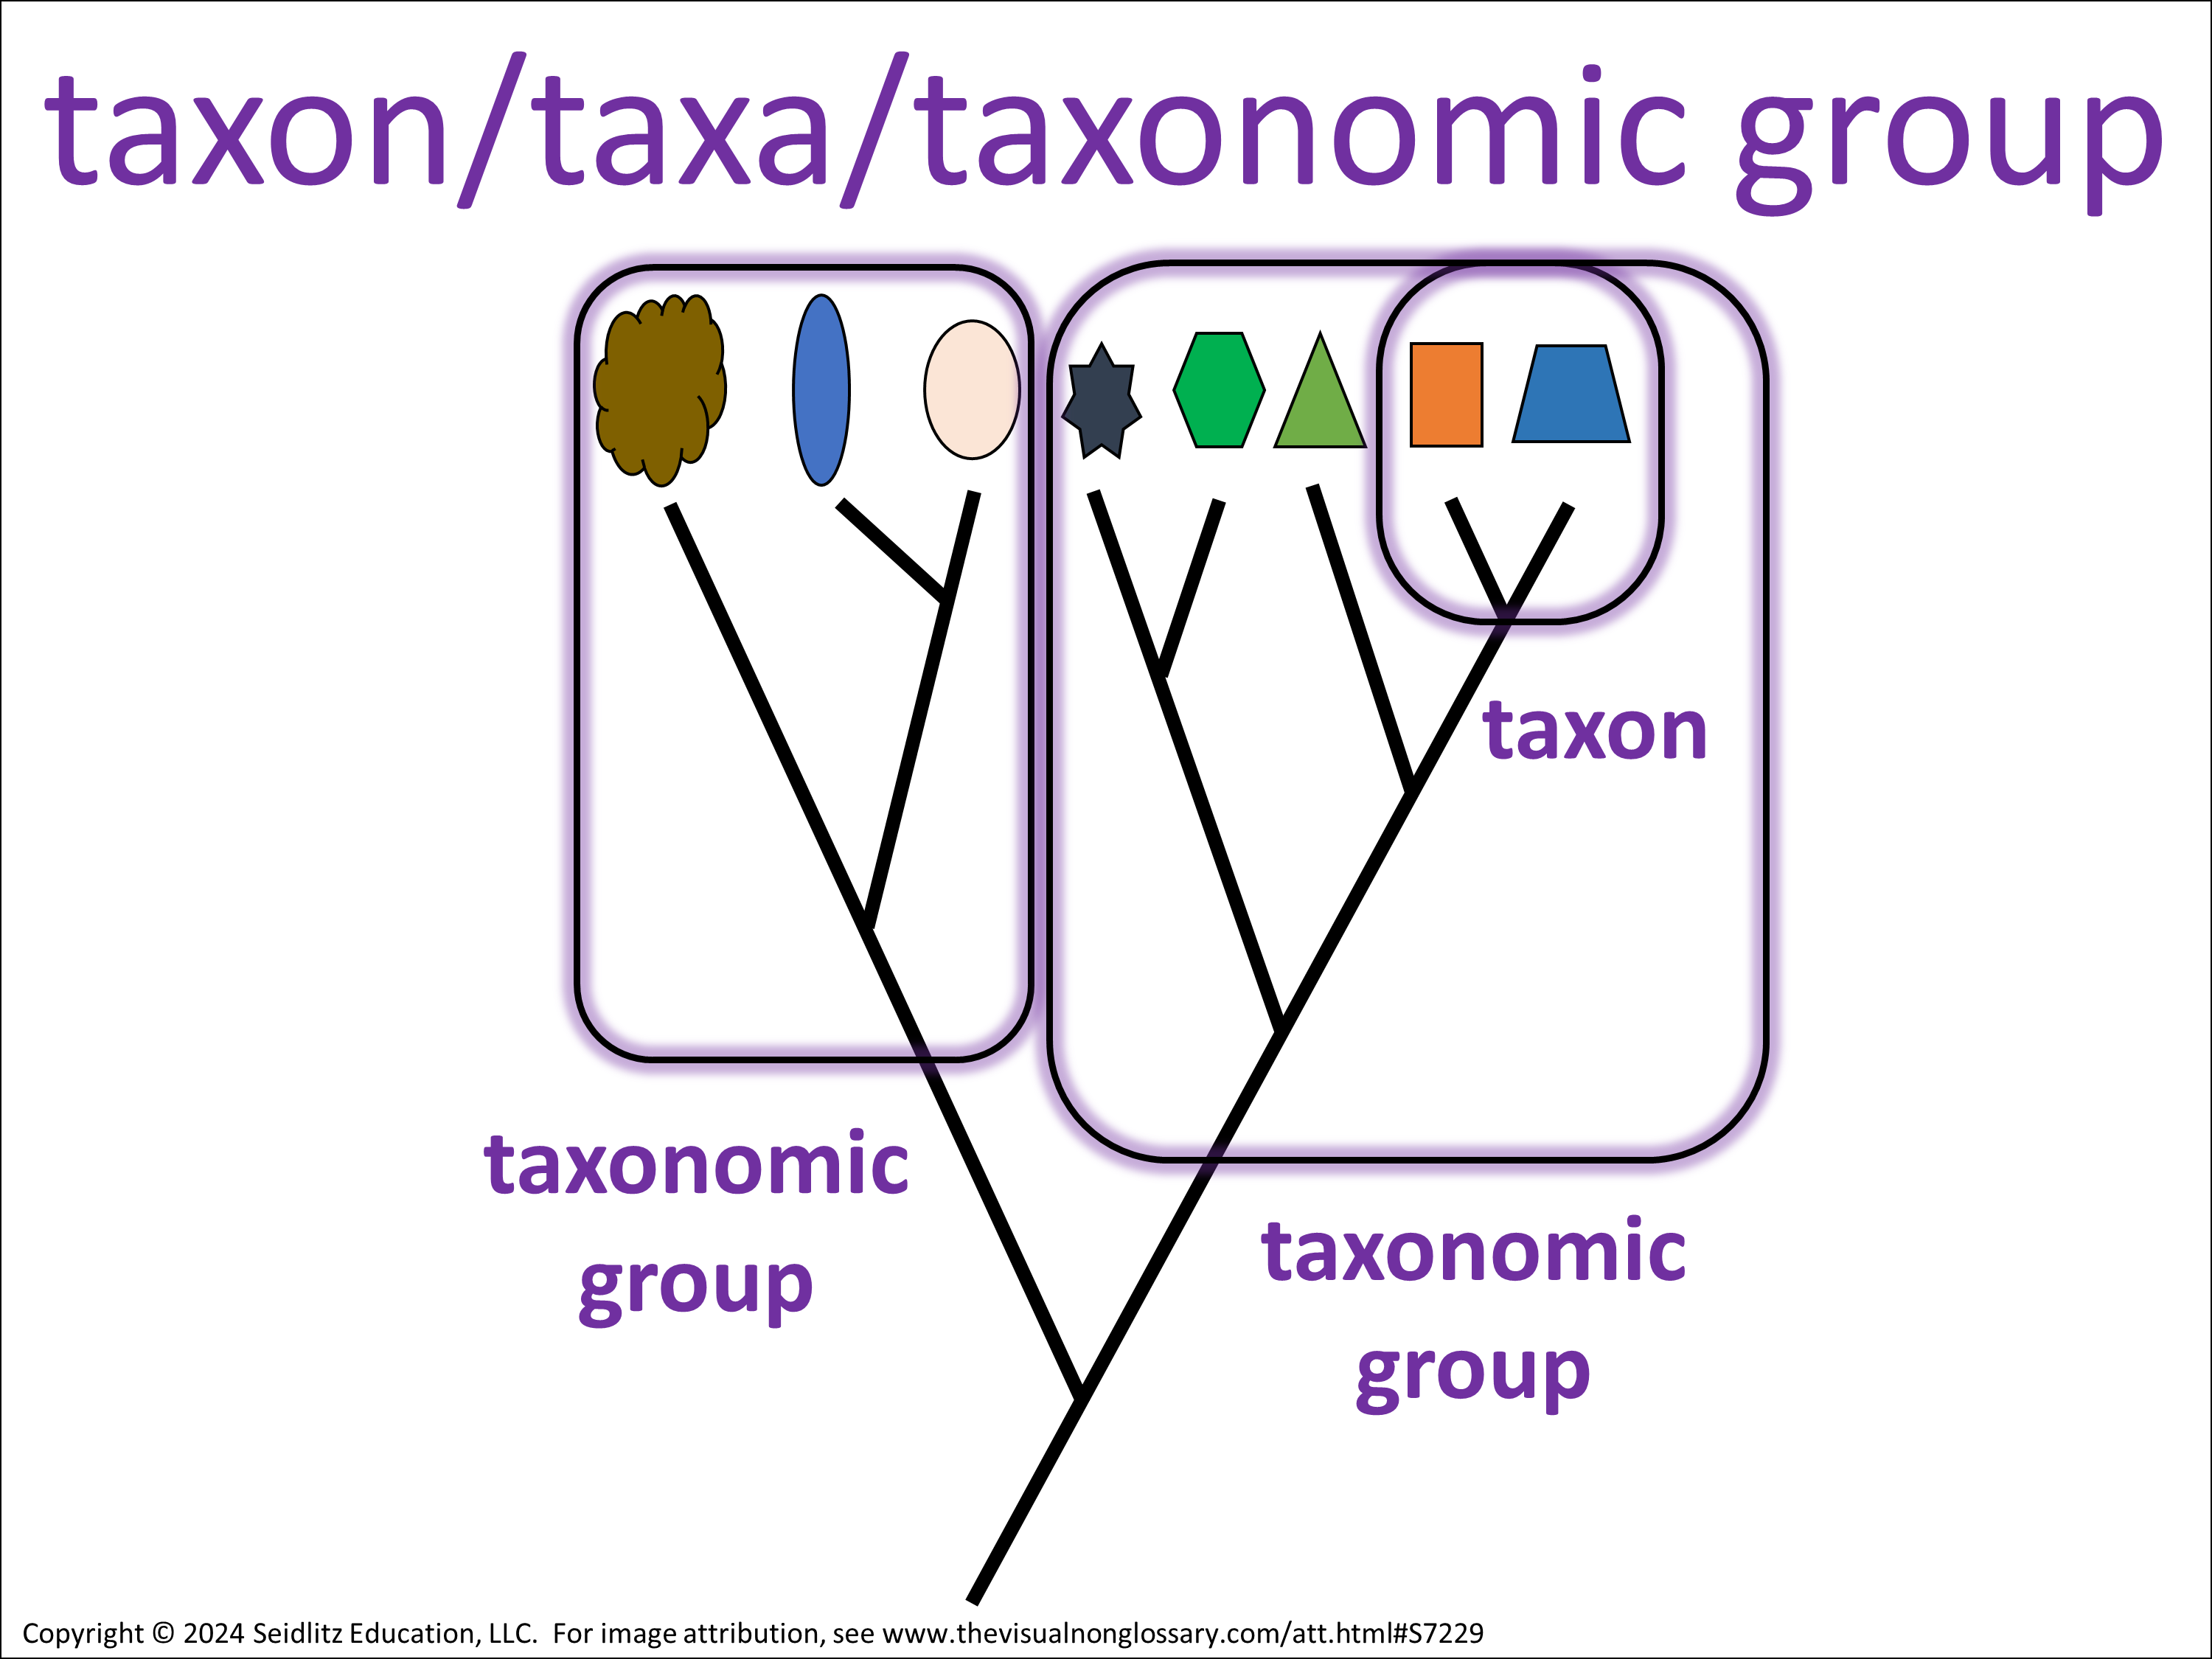 taxon/taxa/taxonomic group
taxon
taxonomic
group
taxonomic
group
Copyright © 2024 Seidlitz Education, LLC.  For image attribution, see www.thevisualnonglossary.com/att.html#S7229